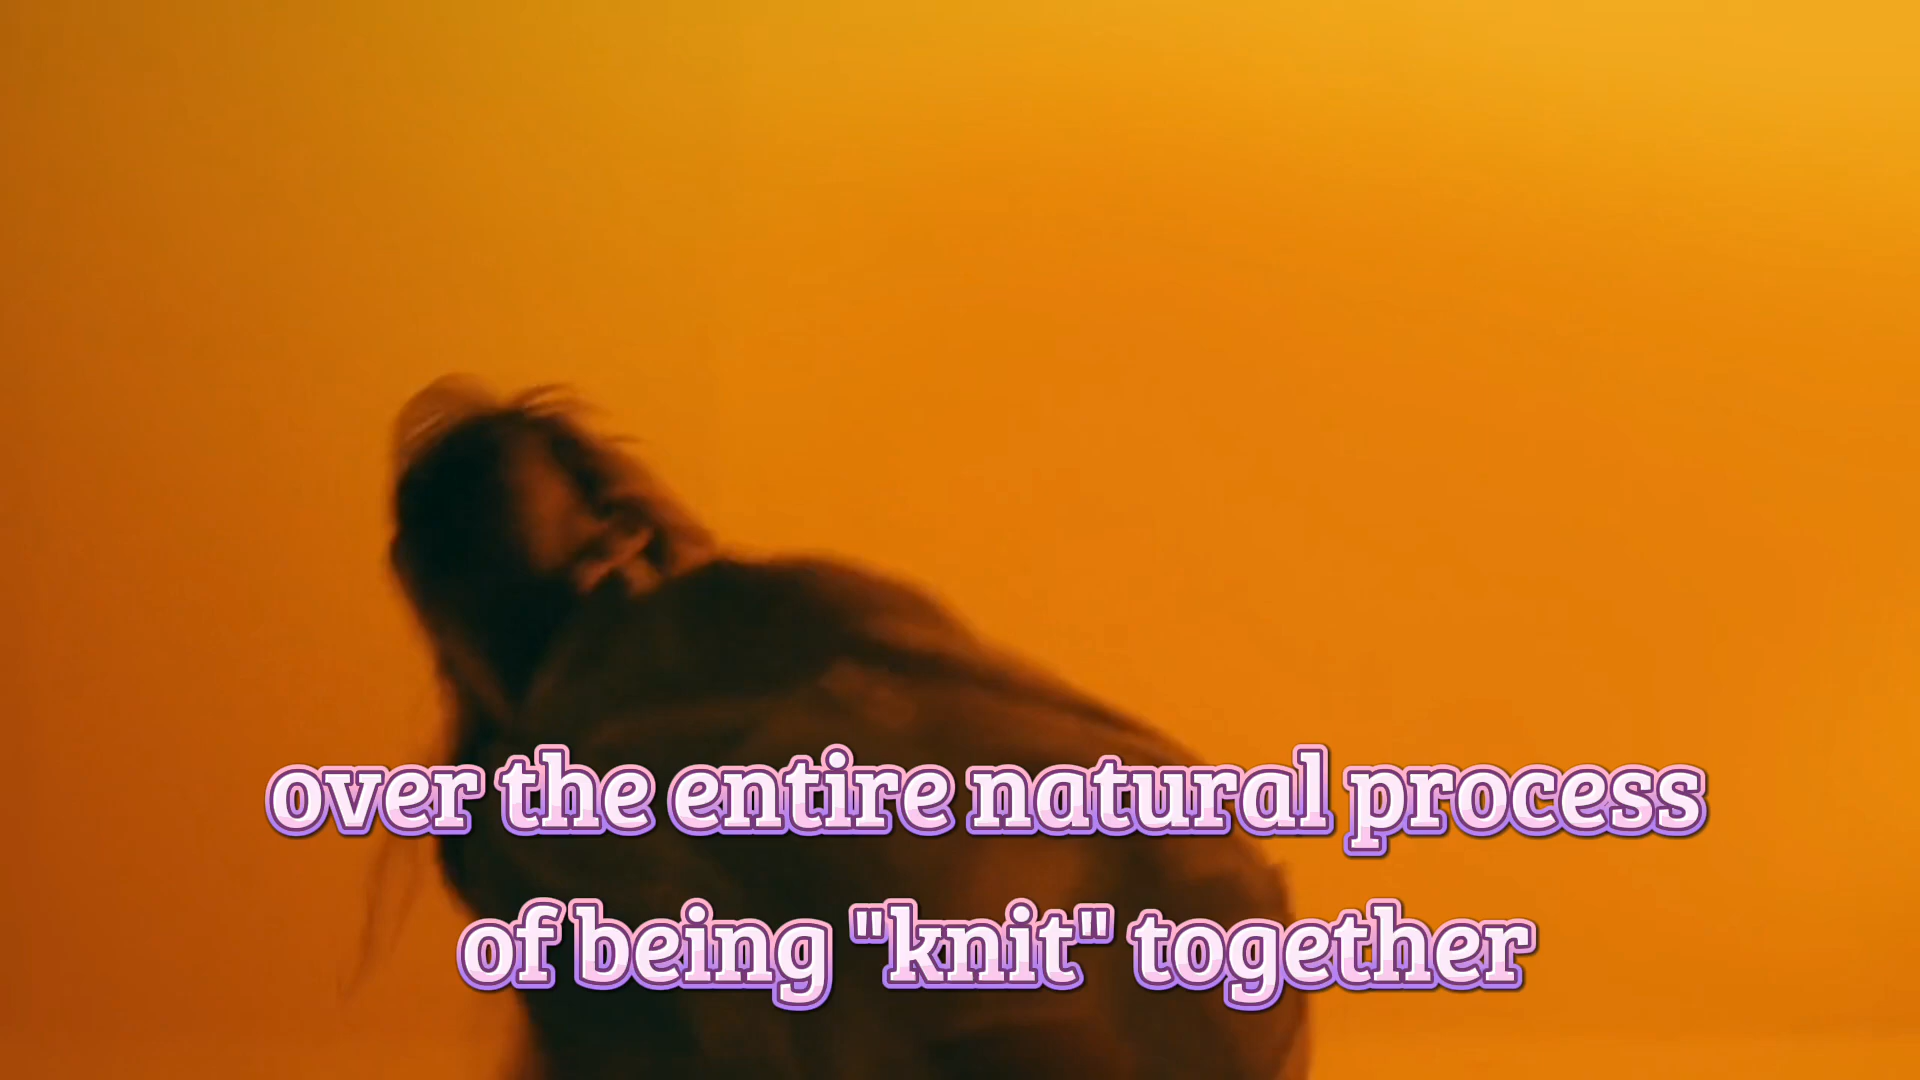 over the entire natural process
of being "knit" together